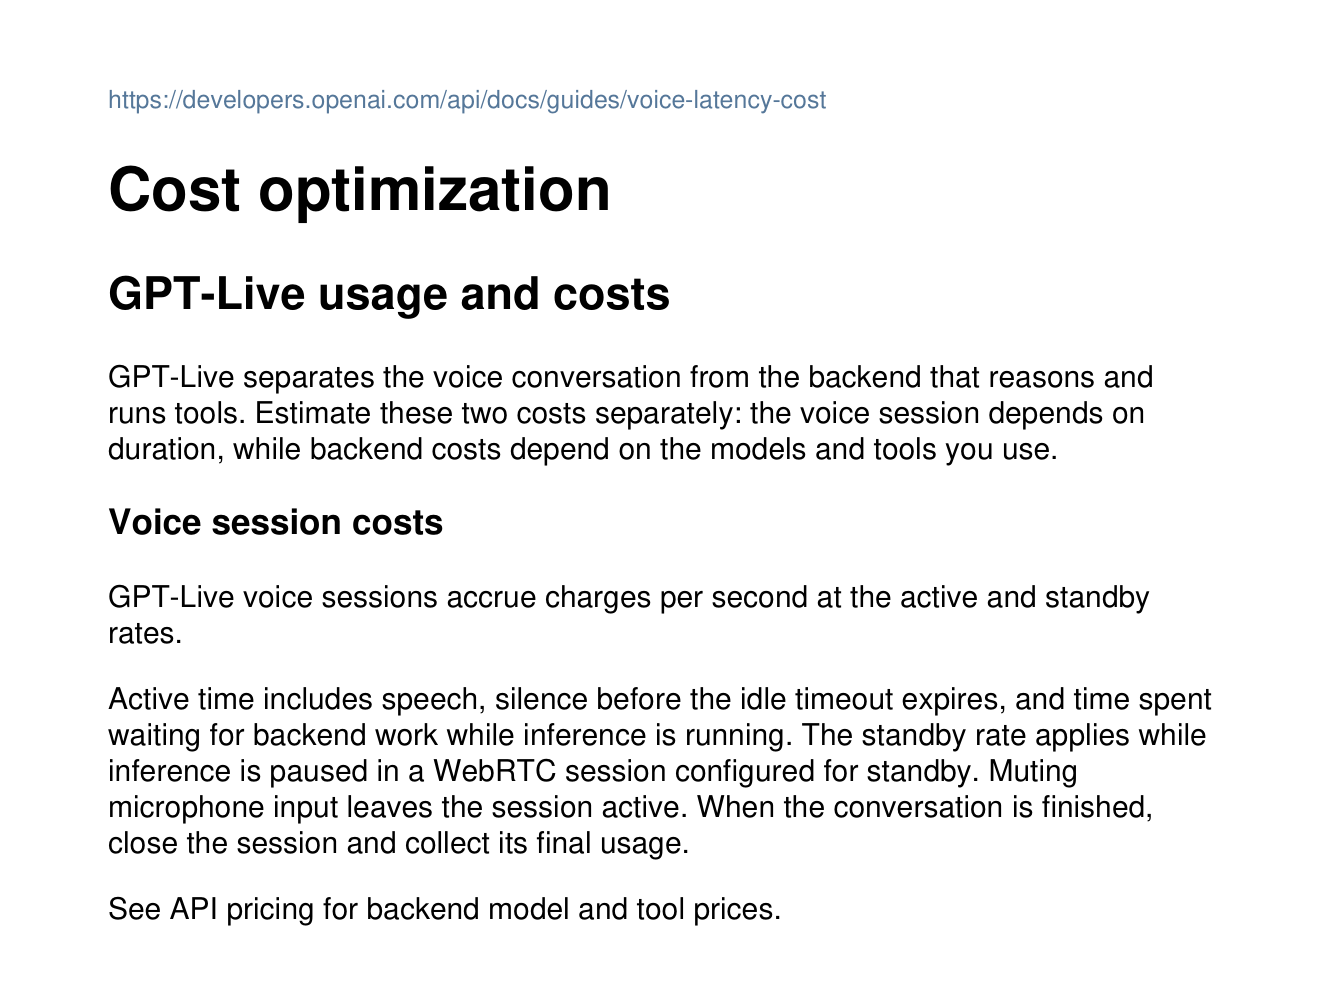 https://developers.openai.com/api/docs/guides/voice-latency-cost
Cost optimization
GPT-Live usage and costs
GPT-Live separates the voice conversation from the backend that reasons and
runs tools. Estimate these two costs separately: the voice session depends on
duration, while backend costs depend on the models and tools you use.
Voice session costs
GPT-Live voice sessions accrue charges per second at the active and standby
rates.
Active time includes speech, silence before the idle timeout expires, and time spent
waiting for backend work while inference is running. The standby rate applies while
inference is paused in a WebRTC session configured for standby. Muting
microphone input leaves the session active. When the conversation is finished,
close the session and collect its final usage.
See API pricing for backend model and tool prices.